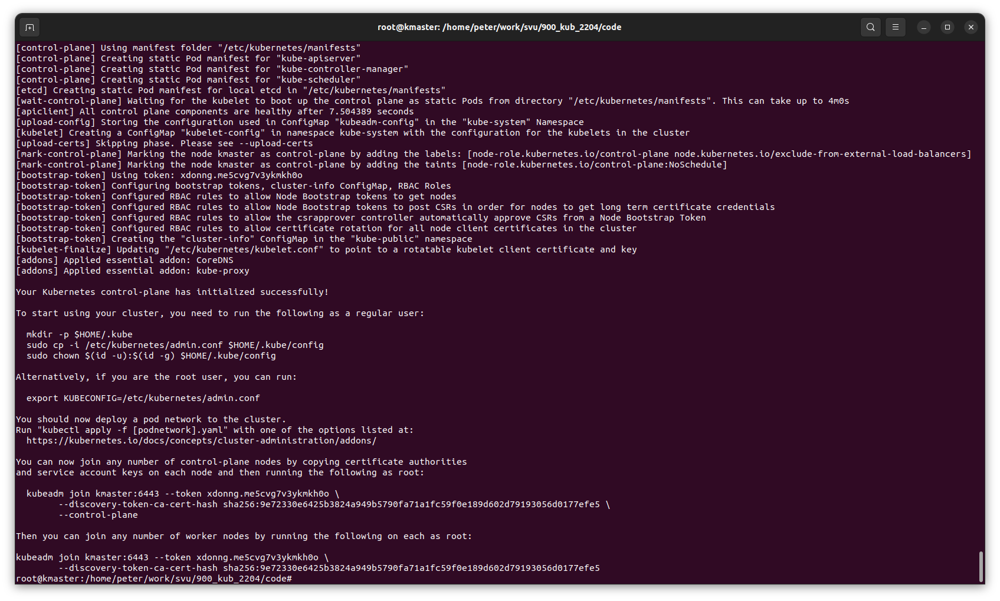 root@kmaster: /home/peter/work/svu/900_kub_2204/code
[control-plane] Using manifest folder "/etc/kubernetes/manifests"
[control-plane] Creating static Pod manifest for "kube-apiserver"
[control-plane] Creating static Pod manifest for "kube-controller-manager"
[control-plane] Creating static Pod manifest for "kube-scheduler"
[etcd] Creating static Pod manifest for local etcd in "/etc/kubernetes/manifests"
[wait-control-plane] Waiting for the kubelet to boot up the control plane as static Pods from directory "/etc/kubernetes/manifests". This can take up to 4m0s
[apiclient] All control plane components are healthy after 7.504389 seconds
[upload-config] Storing the configuration used in ConfigMap "kubeadm-config" in the "kube-system" Namespace
[kubelet] Creating a ConfigMap "kubelet-config" in namespace kube-system with the configuration for the kubelets in the cluster
[upload-certs] Skipping phase. Please see --upload-certs
[mark-control-plane] Marking the node kmaster as control-plane by adding the labels: [node-role.kubernetes.io/control-plane node.kubernetes.io/exclude-from-external-load-balancers]
[mark-control-plane] Marking the node kmaster as control-plane by adding the taints [node-role.kubernetes.io/control-plane:NoSchedule]
[bootstrap-token] Using token: xdonng.me5cvg7v3ykmkh0o
[bootstrap-token] Configuring bootstrap tokens, cluster-info ConfigMap, RBAC Roles
[bootstrap-token] Configured RBAC rules to allow Node Bootstrap tokens to get nodes
[bootstrap-token] Configured RBAC rules to allow Node Bootstrap tokens to post CSRs in order for nodes to get long term certificate credentials
[bootstrap-token] Configured RBAC rules to allow the csrapprover controller automatically approve CSRs from a Node Bootstrap Token
[bootstrap-token] Configured RBAC rules to allow certificate rotation for all node client certificates in the cluster
[bootstrap-token] Creating the "cluster-info" ConfigMap in the "kube-public" namespace
[kubelet-finalize] Updating "/etc/kubernetes/kubelet.conf" to point to a rotatable kubelet client certificate and key
[addons] Applied essential addon: CoreDNS
[addons] Applied essential addon: kube-proxy
Your Kubernetes control-plane has initialized successfully!
To start using your cluster, you need to run the following as a regular user:
mkdir -p $HOME/.kube
sudo cp -i /etc/kubernetes/admin.conf $HOME/.kube/config
sudo chown $(id -u):$(id -g) $HOME/.kube/config
Alternatively, if you are the root user, you can run:
export KUBECONFIG=/etc/kubernetes/admin.conf
You should now deploy a pod network to the cluster.
Run "kubectl apply -f [podnetwork].yaml" with one of the options listed at:
https://kubernetes.io/docs/concepts/cluster-administration/addons/
You can now join any number of control-plane nodes by copying certificate authorities
and service account keys on each node and then running the following as root:
kubeadm join kmaster:6443 --token xdonng.me5cvg7v3ykmkh0o \
--discovery-token-ca-cert-hash sha256:9e72330e6425b3824a949b5790fa71a1fc59f0e189d602d79193056d0177efe5 \
--control-plane
Then you can join any number of worker nodes by running the following on each as root:
kubeadm join kmaster:6443 --token xdonng.me5cvg7v3ykmkh0o \
--discovery-token-ca-cert-hash sha256:9e72330e6425b3824a949b5790fa71a1fc59f0e189d602d79193056d0177efe5
root@kmaster:/home/peter/work/svu/900_kub_2204/code#